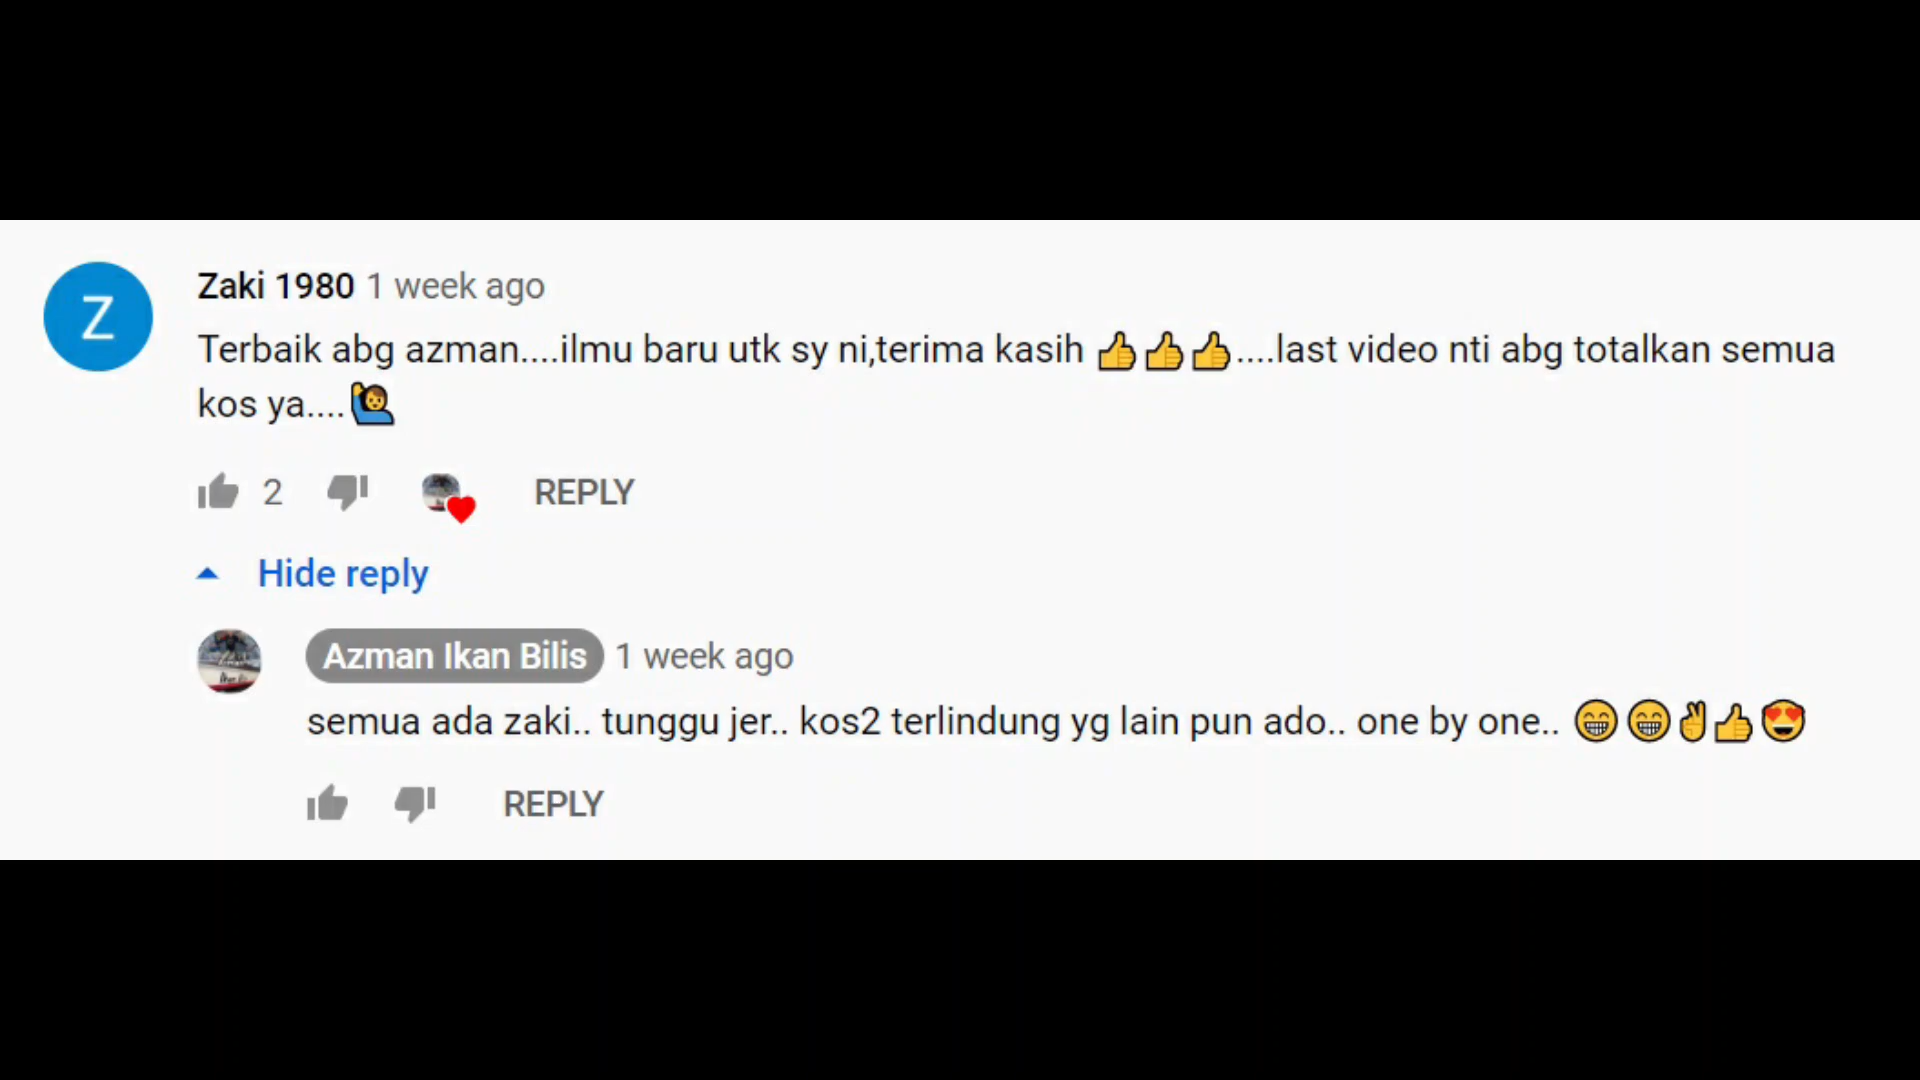 Z
Zaki 1980 1 week ago
Terbaik abg azman....ilmu baru utk sy ni,terima kasih 👍👍👍....last video nti abg totalkan semua
kos ya....🙋‍♂️
2 REPLY
Hide reply
Azman Ikan Bilis 1 week ago
semua ada zaki.. tunggu jer.. kos2 terlindung yg lain pun ado.. one by one.. 😁😁✌👍😍
REPLY